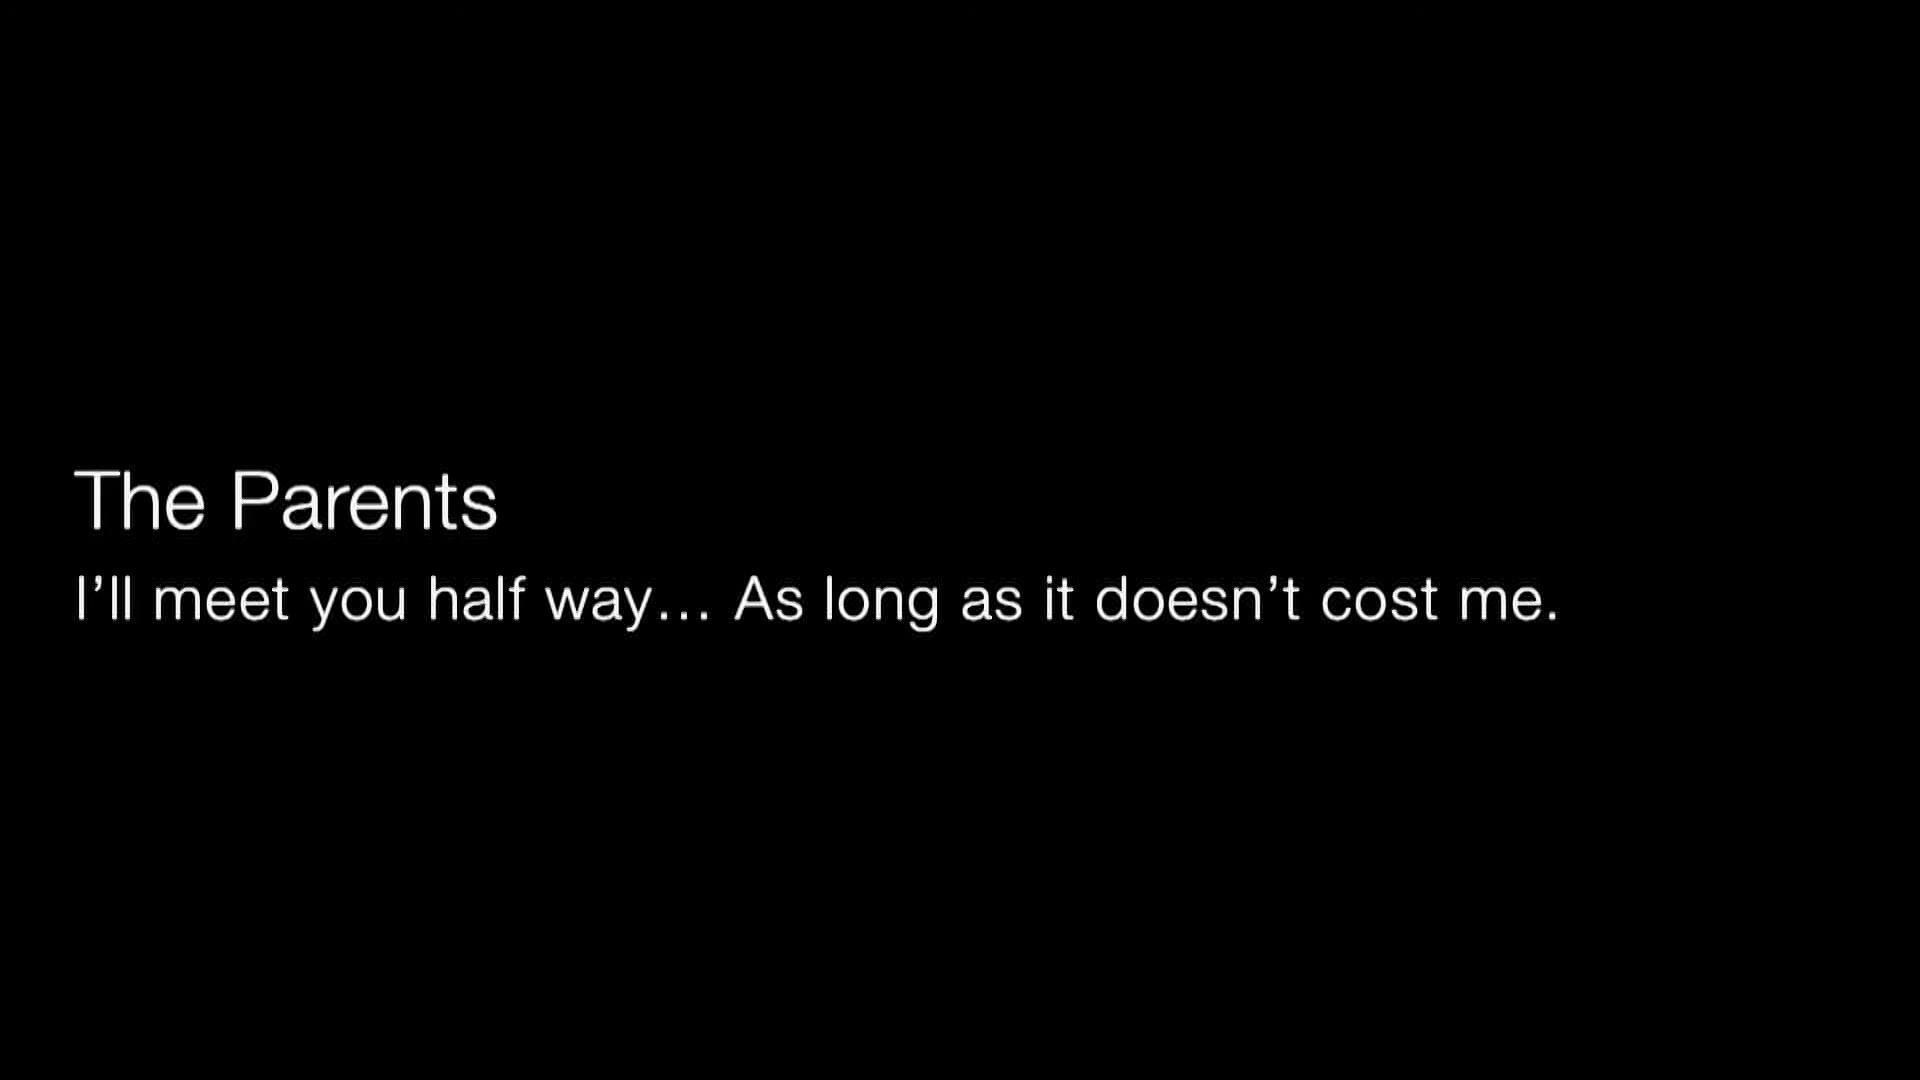 The Parents
I’ll meet you half way… As long as it doesn’t cost me.